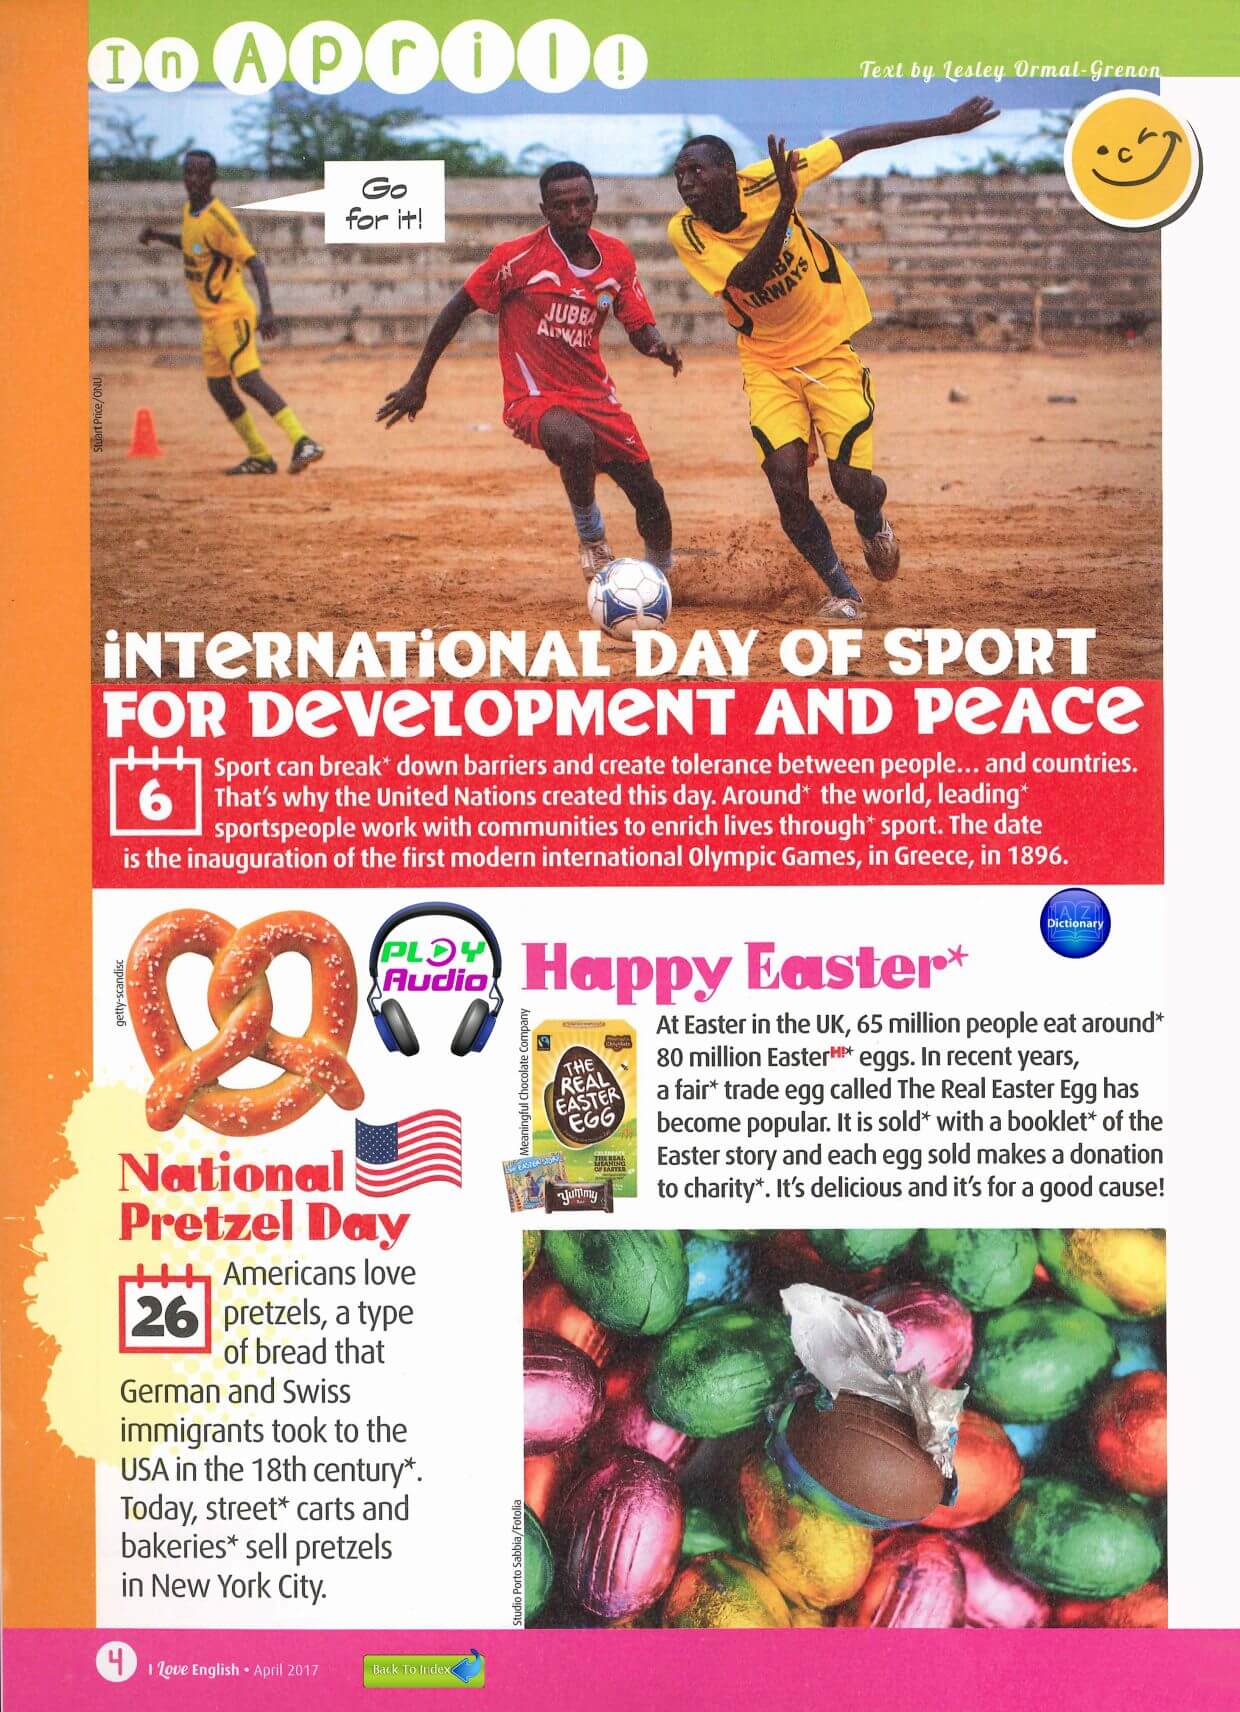 In April!
Text by Lesley Ormal-Grenon
Go
for it!
JUBBA
AIRWAYS
Stuart Price/ONU
INTERNATIONAL DAY OF SPORT
FOR DEVELOPMENT AND PEACE
6
Sport can break* down barriers and create tolerance between people... and countries.
That's why the United Nations created this day. Around* the world, leading*
sportspeople work with communities to enrich lives through* sport. The date
is the inauguration of the first modern international Olympic Games, in Greece, in 1896.
getty-scandisc
PLAY
Audio
National
Pretzel Day
26
Americans love
pretzels, a type
of bread that
German and Swiss
immigrants took to the
USA in the 18th century*.
Today, street* carts and
bakeries* sell pretzels
in New York City.
A Z
Dictionary
Happy Easter*
Meaningful Chocolate Company
THE
REAL
EASTER
EGG
CELEBRATE
THE REAL
MEANING
OF EASTER
Yummy
At Easter in the UK, 65 million people eat around*
80 million Easter H!* eggs. In recent years,
a fair* trade egg called The Real Easter Egg has
become popular. It is sold* with a booklet* of the
Easter story and each egg sold makes a donation
to charity*. It's delicious and it's for a good cause!
Studio Porto Sabbia/Fotolia
4 I Love English • April 2017
Back To Index